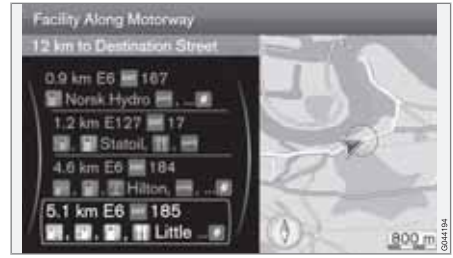 Facility Along Motorway
12 km to Destination Street
0.9 km E6 167
Norsk Hydro , ...
1.2 km E127 17
, Statoil, ,
4.6 km E6 184
, , Hilton, , ...
5.1 km E6 185
, , , Little ...
800 m
G044194